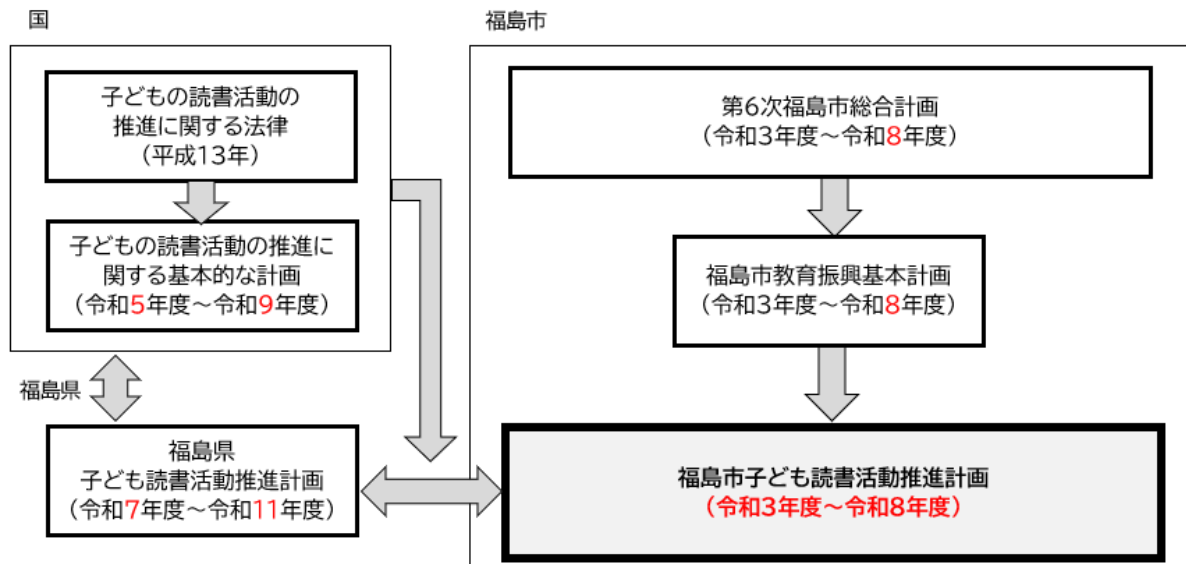 国
子どもの読書活動の
推進に関する法律
（平成13年）
子どもの読書活動の推進に
関する基本的な計画
（令和5年度～令和9年度）
福島県
福島県
子ども読書活動推進計画
（令和7年度～令和11年度）
福島市
第6次福島市総合計画
（令和3年度～令和8年度）
福島市教育振興基本計画
（令和3年度～令和8年度）
福島市子ども読書活動推進計画
（令和3年度～令和8年度）